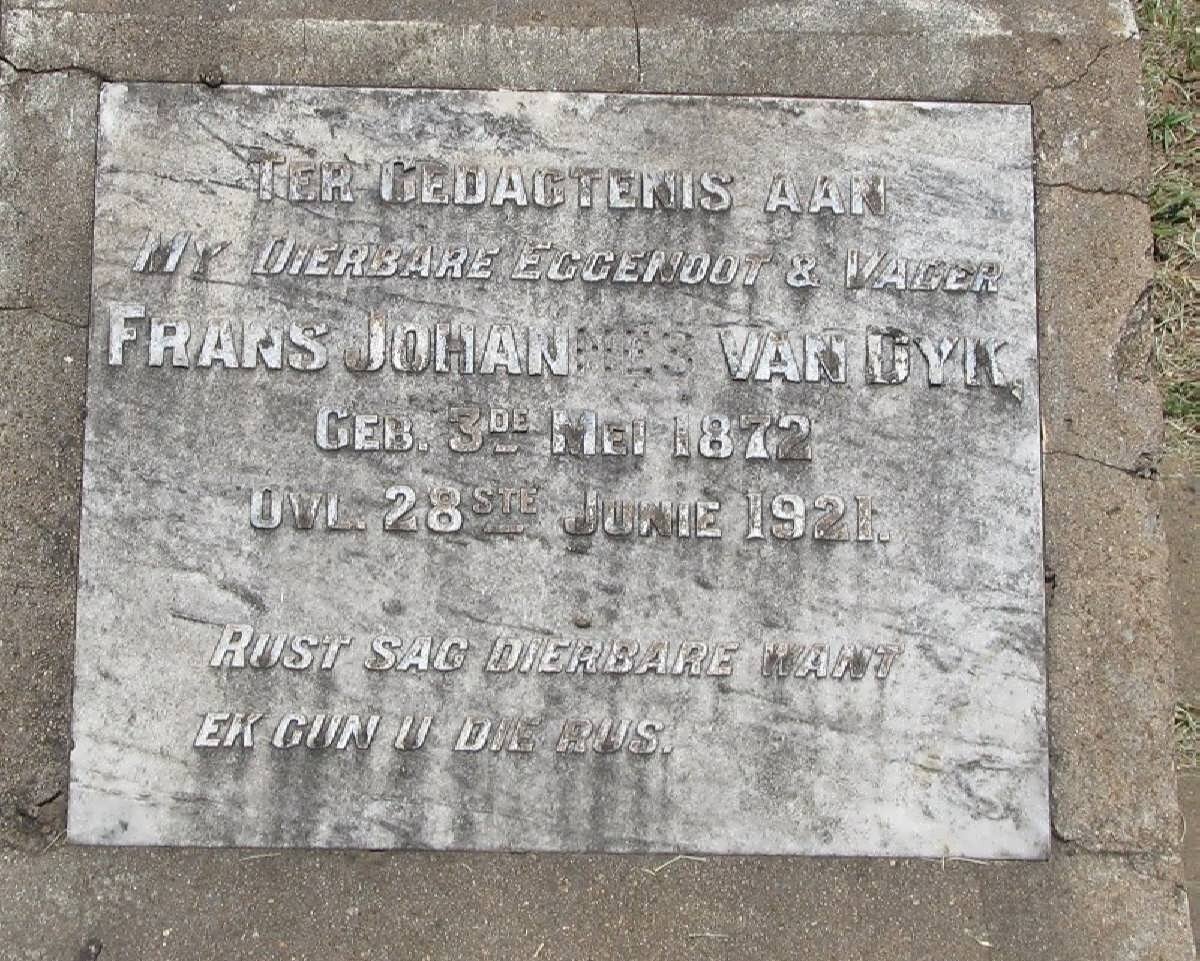 TER GEDAGTENIS AAN
MY DIERBARE EGGENOOT & VADER
FRANS JOHANNES VAN DYK,
GEB. 3DE MEI 1872
OVL. 28STE JUNIE 1921.
RUST SAG DIERBARE WANT
EK GUN U DIE RUS.